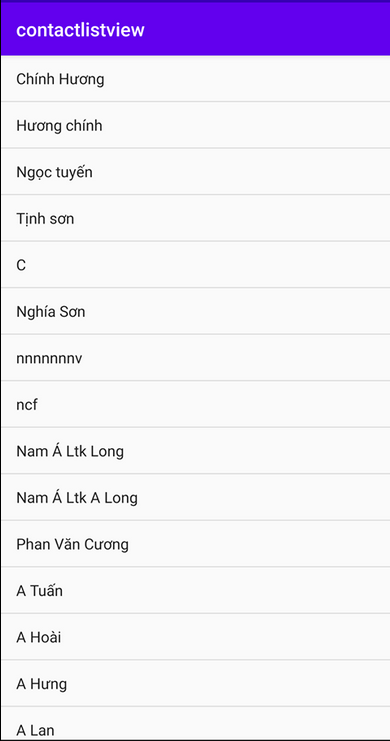 contactlistview
Chính Hương
Hương chính
Ngọc tuyến
Tịnh sơn
C
Nghía Sơn
nnnnnnnv
ncf
Nam Á Ltk Long
Nam Á Ltk A Long
Phan Văn Cương
A Tuấn
A Hoài
A Hưng
A Lan